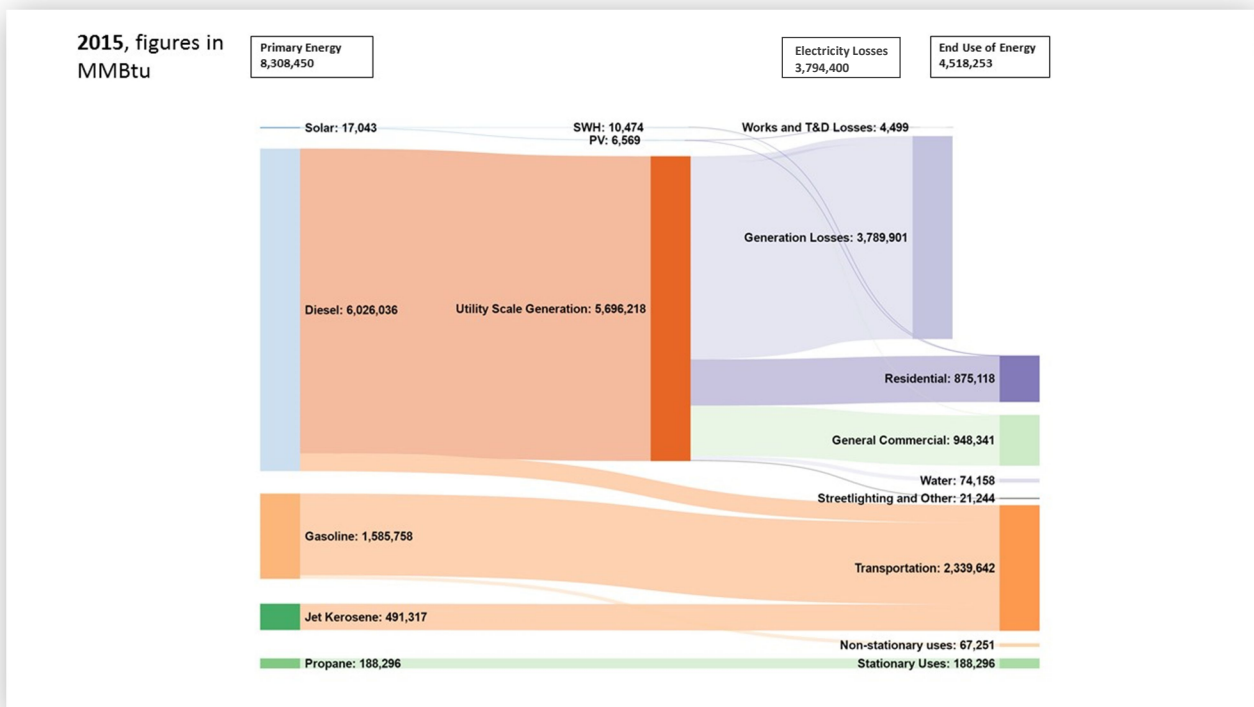 2015, figures in
MMBtu
Primary Energy
8,308,450
Electricity Losses
3,794,400
End Use of Energy
4,518,253
Solar: 17,043
SWH: 10,474
PV: 6,569
Works and T&D Losses: 4,499
Generation Losses: 3,789,901
Diesel: 6,026,036
Utility Scale Generation: 5,696,218
Residential: 875,118
General Commercial: 948,341
Water: 74,158
Streetlighting and Other: 21,244
Gasoline: 1,585,758
Transportation: 2,339,642
Jet Kerosene: 491,317
Non-stationary uses: 67,251
Propane: 188,296
Stationary Uses: 188,296